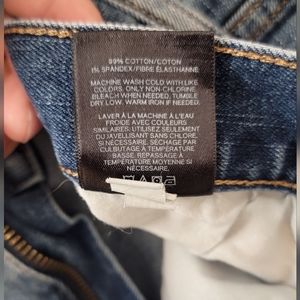 99% COTTON/COTON
1% SPANDEX/FIBRE ÉLASTHANNE
MACHINE WASH COLD WITH LIKE
COLORS. ONLY NON-CHLORINE
BLEACH WHEN NEEDED. TUMBLE
DRY LOW. WARM IRON IF NEEDED.
LAVER À LA MACHINE À L'EAU
FROIDE AVEC COULEURS
SIMILAIRES. UTILISEZ SEULEMENT
DU JAVELLISANT SANS CHLORE,
SI NÉCESSAIRE. SÉCHAGE PAR
CULBUTAGE À TEMPÉRATURE
BASSE. REPASSAGE À
TEMPÉRATURE MOYENNE SI
NÉCESSAIRE.